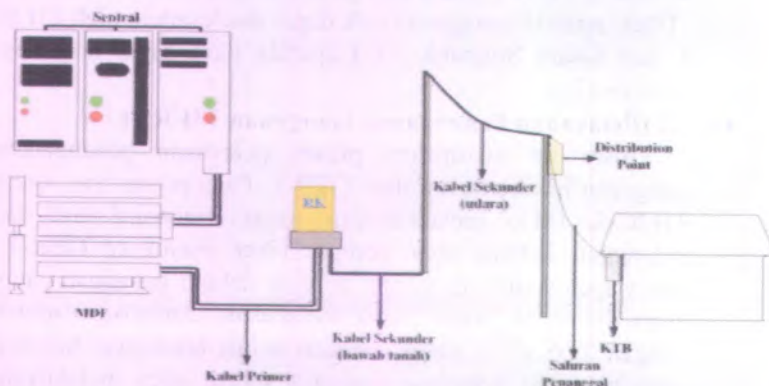 Sentral
RK
Distribution
Point
Kabel Sekunder
(udara)
MDF
Kabel Sekunder
(bawah tanah)
KTB
Kabel Primer
Saluran
Penanggal